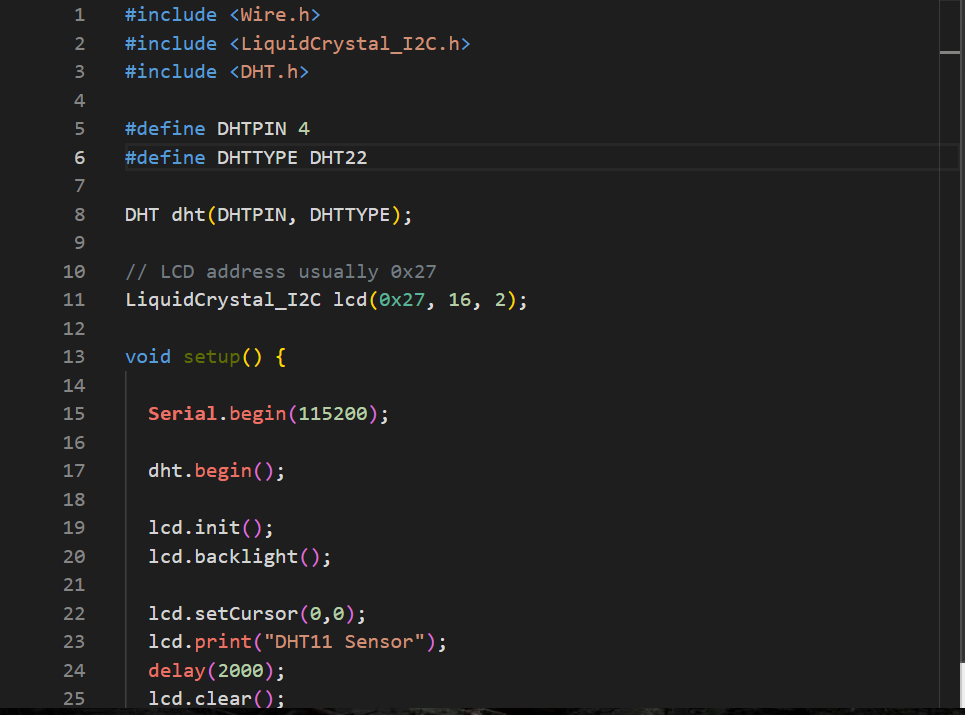 1 #include <Wire.h>
2 #include <LiquidCrystal_I2C.h>
3 #include <DHT.h>
4
5 #define DHTPIN 4
6 #define DHTTYPE DHT22
7
8 DHT dht(DHTPIN, DHTTYPE);
9
10 // LCD address usually 0x27
11 LiquidCrystal_I2C lcd(0x27, 16, 2);
12
13 void setup() {
14
15 Serial.begin(115200);
16
17 dht.begin();
18
19 lcd.init();
20 lcd.backlight();
21
22 lcd.setCursor(0,0);
23 lcd.print("DHT11 Sensor");
24 delay(2000);
25 lcd.clear();